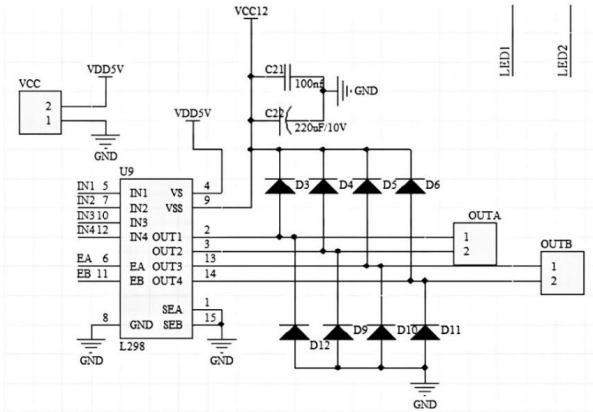 VCC12
LED1
LED2
C21
100nf
GND
C22
220uF/10V
VCC
VDD5V
2
1
GND
VDD5V
U9
IN1 5 IN1 VS 4
IN2 7 IN2 VSS 9
IN3 10 IN3
IN4 12 IN4 OUT1 2
OUT2 3
EA 6 EA OUT3 13
EB 11 EB OUT4 14
SEA 1
8 GND SEB 15
L298
GND
GND
D3
D4
D5
D6
OUTA
1
2
OUTB
1
2
D12
D9
D10
D11
GND